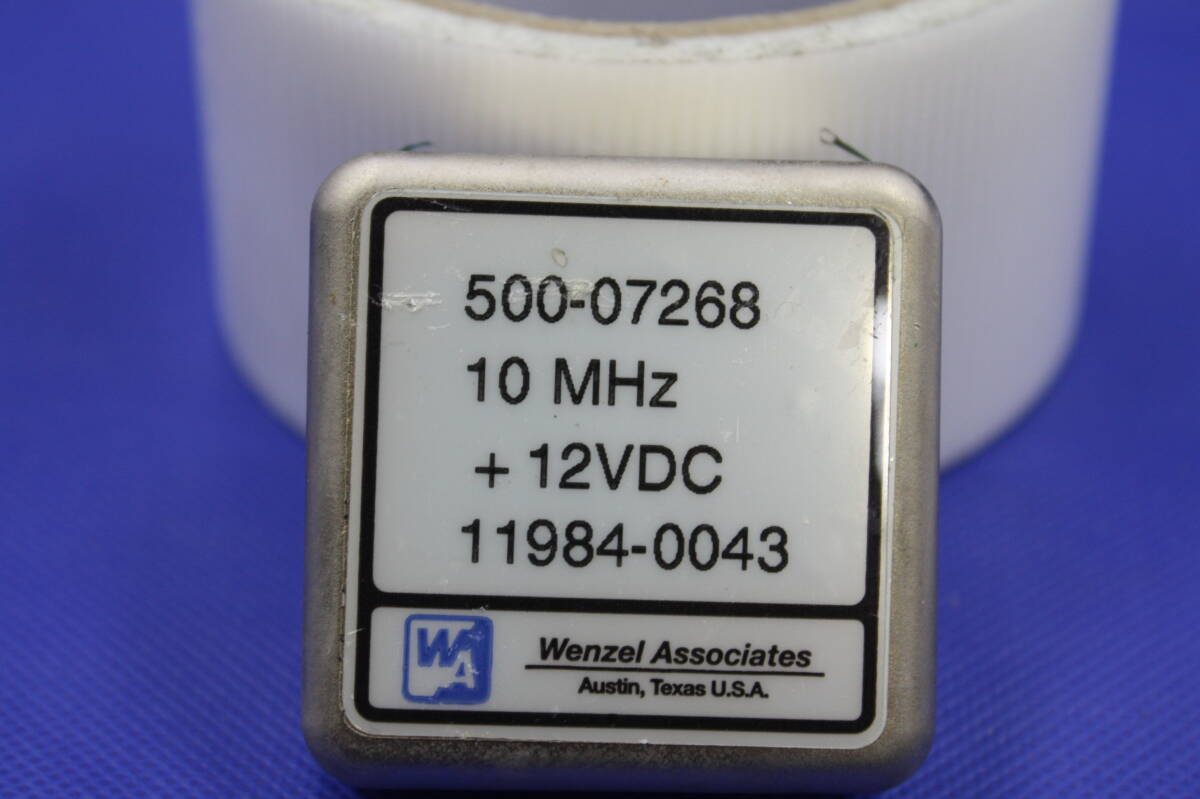 500-07268
10 MHz
+12VDC
11984-0043
WA
Wenzel Associates
Austin, Texas U.S.A.